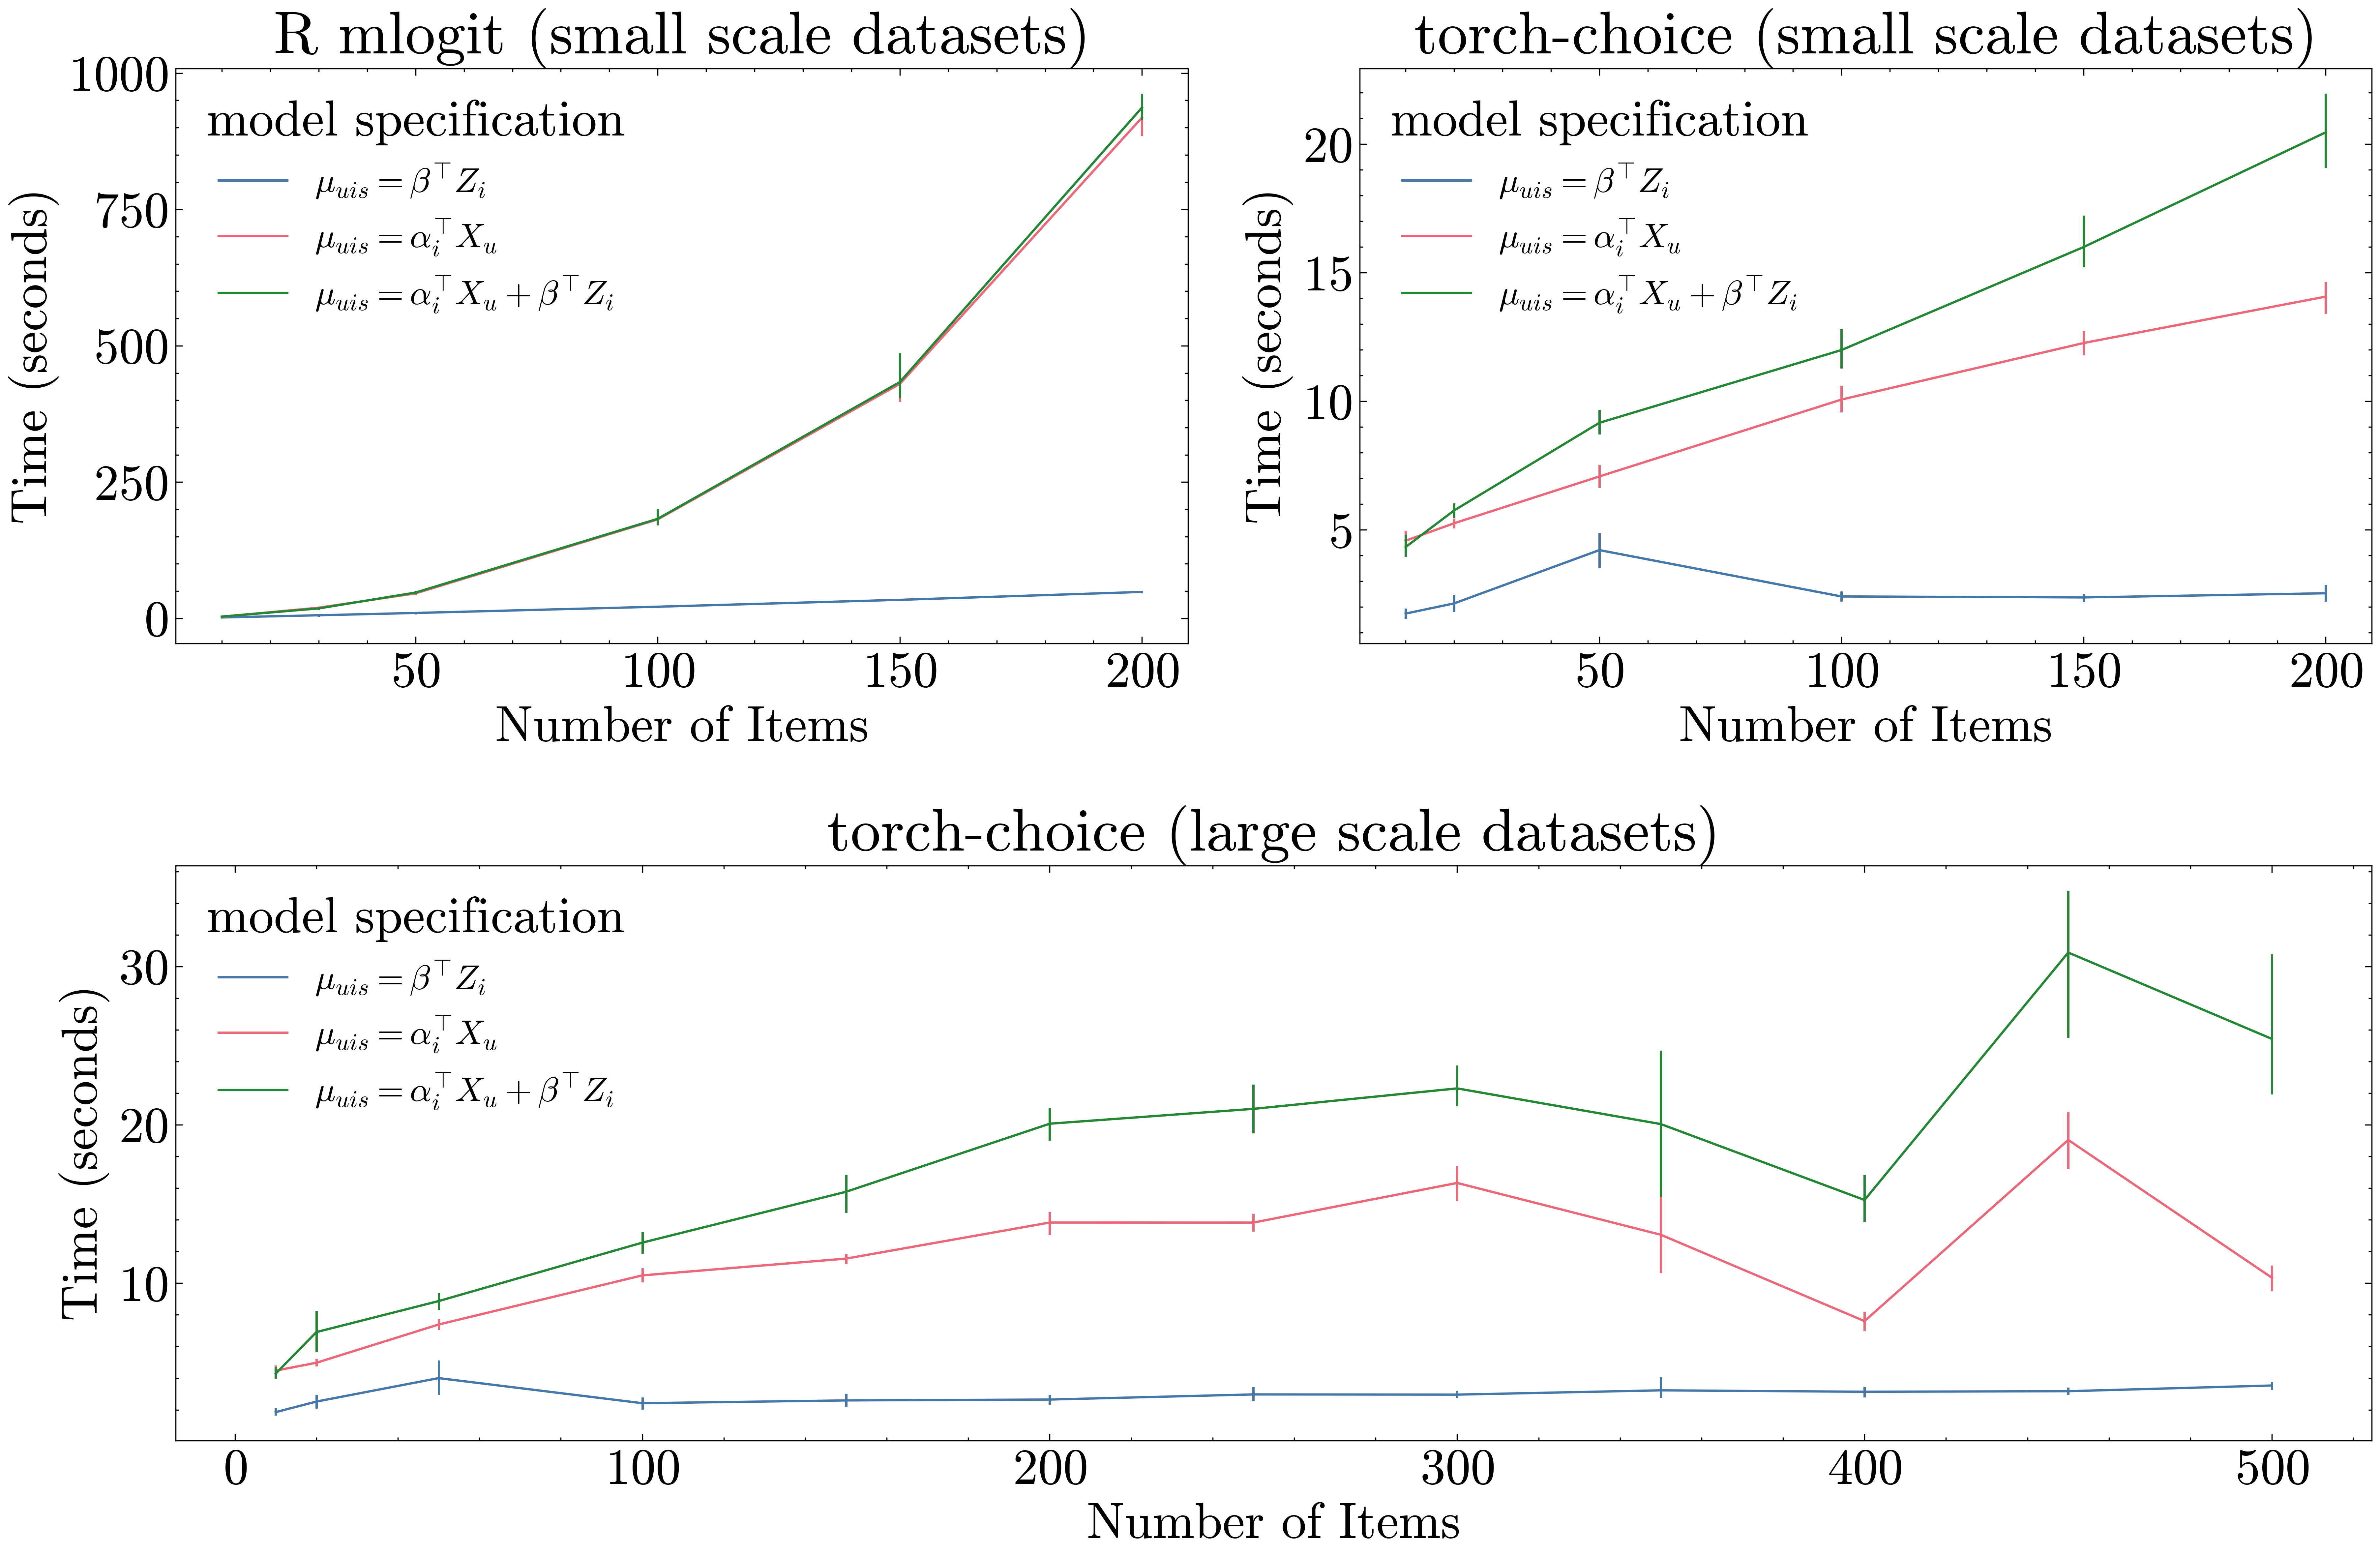 R mlogit (small scale datasets)
1000
750
500
250
0
Time (seconds)
model specification
μ_uis = β^⊤ Z_i
μ_uis = α_i^⊤ X_u
μ_uis = α_i^⊤ X_u + β^⊤ Z_i
50 100 150 200
Number of Items
torch-choice (small scale datasets)
20
15
10
5
Time (seconds)
model specification
μ_uis = β^⊤ Z_i
μ_uis = α_i^⊤ X_u
μ_uis = α_i^⊤ X_u + β^⊤ Z_i
50 100 150 200
Number of Items
torch-choice (large scale datasets)
30
20
10
Time (seconds)
model specification
μ_uis = β^⊤ Z_i
μ_uis = α_i^⊤ X_u
μ_uis = α_i^⊤ X_u + β^⊤ Z_i
0 100 200 300 400 500
Number of Items